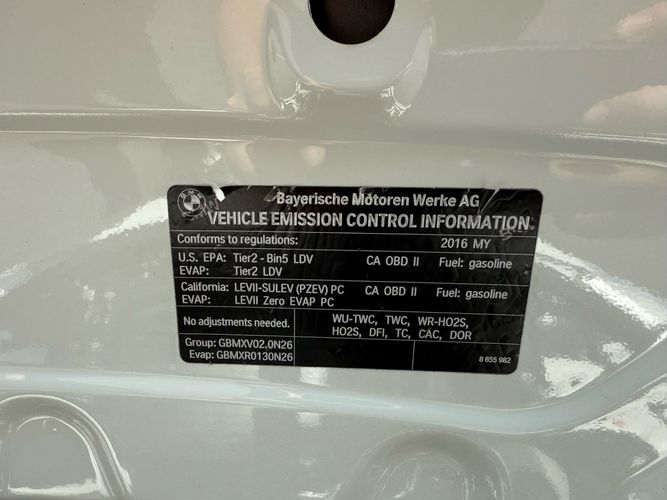 BMW
Bayerische Motoren Werke AG
VEHICLE EMISSION CONTROL INFORMATION
Conforms to regulations: 2016 MY
U.S. EPA: Tier2 - Bin5 LDV CA OBD II Fuel: gasoline
EVAP: Tier2 LDV
California: LEVII-SULEV (PZEV) PC CA OBD II Fuel: gasoline
EVAP: LEVII Zero EVAP PC
No adjustments needed. WU-TWC, TWC, WR-HO2S,
HO2S, DFI, TC, CAC, DOR
Group: GBMXV02.0N26
Evap: GBMXR0130N26
8 655 982